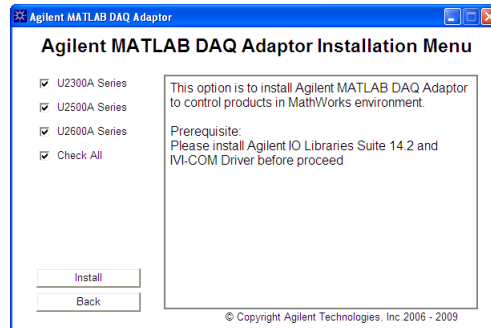 Agilent MATLAB DAQ Adaptor
Agilent MATLAB DAQ Adaptor Installation Menu
U2300A Series
U2500A Series
U2600A Series
Check All
This option is to install Agilent MATLAB DAQ Adaptor
to control products in MathWorks environment.
Prerequisite:
Please install Agilent IO Libraries Suite 14.2 and
IVI-COM Driver before proceed
Install
Back
© Copyright Agilent Technologies, Inc.2006 - 2009